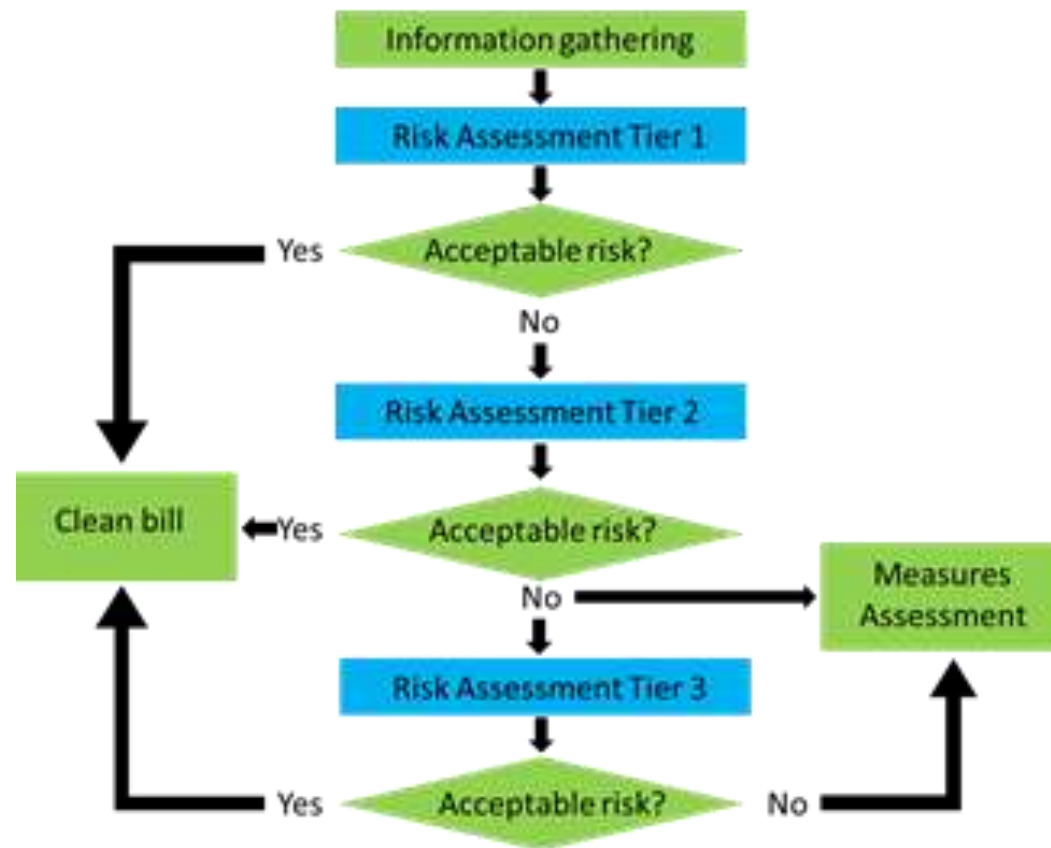 Information gathering
Risk Assessment Tier 1
Yes
Acceptable risk?
No
Risk Assessment Tier 2
Clean bill
Yes
Acceptable risk?
Measures
Assessment
No
Risk Assessment Tier 3
Yes
Acceptable risk?
No